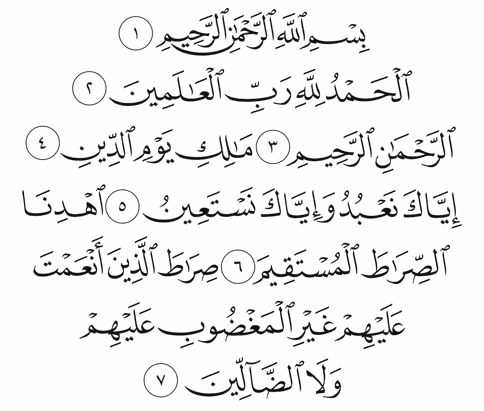 بِسْمِ ٱللَّهِ ٱلرَّحْمَٰنِ ٱلرَّحِيمِ ١
ٱلْحَمْدُ لِلَّهِ رَبِّ ٱلْعَٰلَمِينَ ٢
ٱلرَّحْمَٰنِ ٱلرَّحِيمِ ٣ مَٰلِكِ يَوْمِ ٱلدِّينِ ٤
إِيَّاكَ نَعْبُدُ وَإِيَّاكَ نَسْتَعِينُ ٥ ٱهْدِنَا
ٱلصِّرَٰطَ ٱلْمُسْتَقِيمَ ٦ صِرَٰطَ ٱلَّذِينَ أَنْعَمْتَ
عَلَيْهِمْ غَيْرِ ٱلْمَغْضُوبِ عَلَيْهِمْ
وَلَا ٱلضَّآلِّينَ ٧